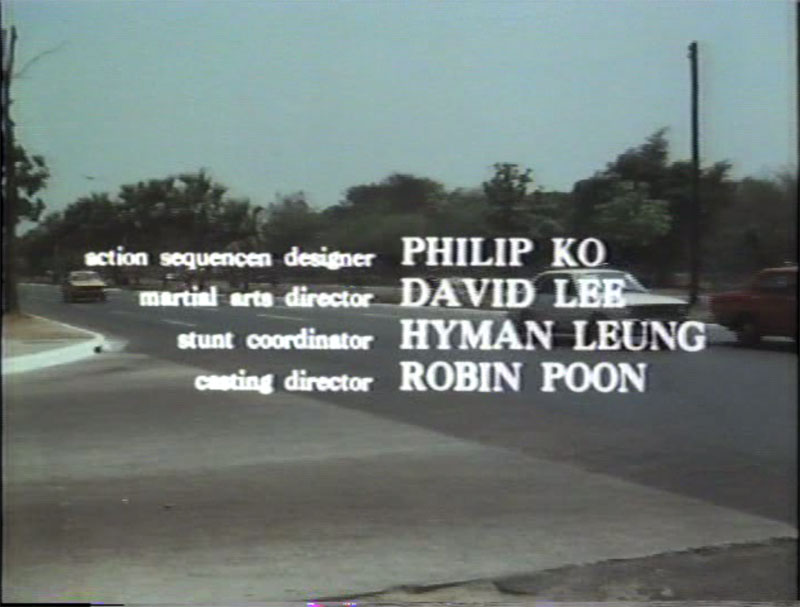 action sequencen designer PHILIP KO
martial arts director DAVID LEE
stunt coordinator HYMAN LEUNG
casting director ROBIN POON